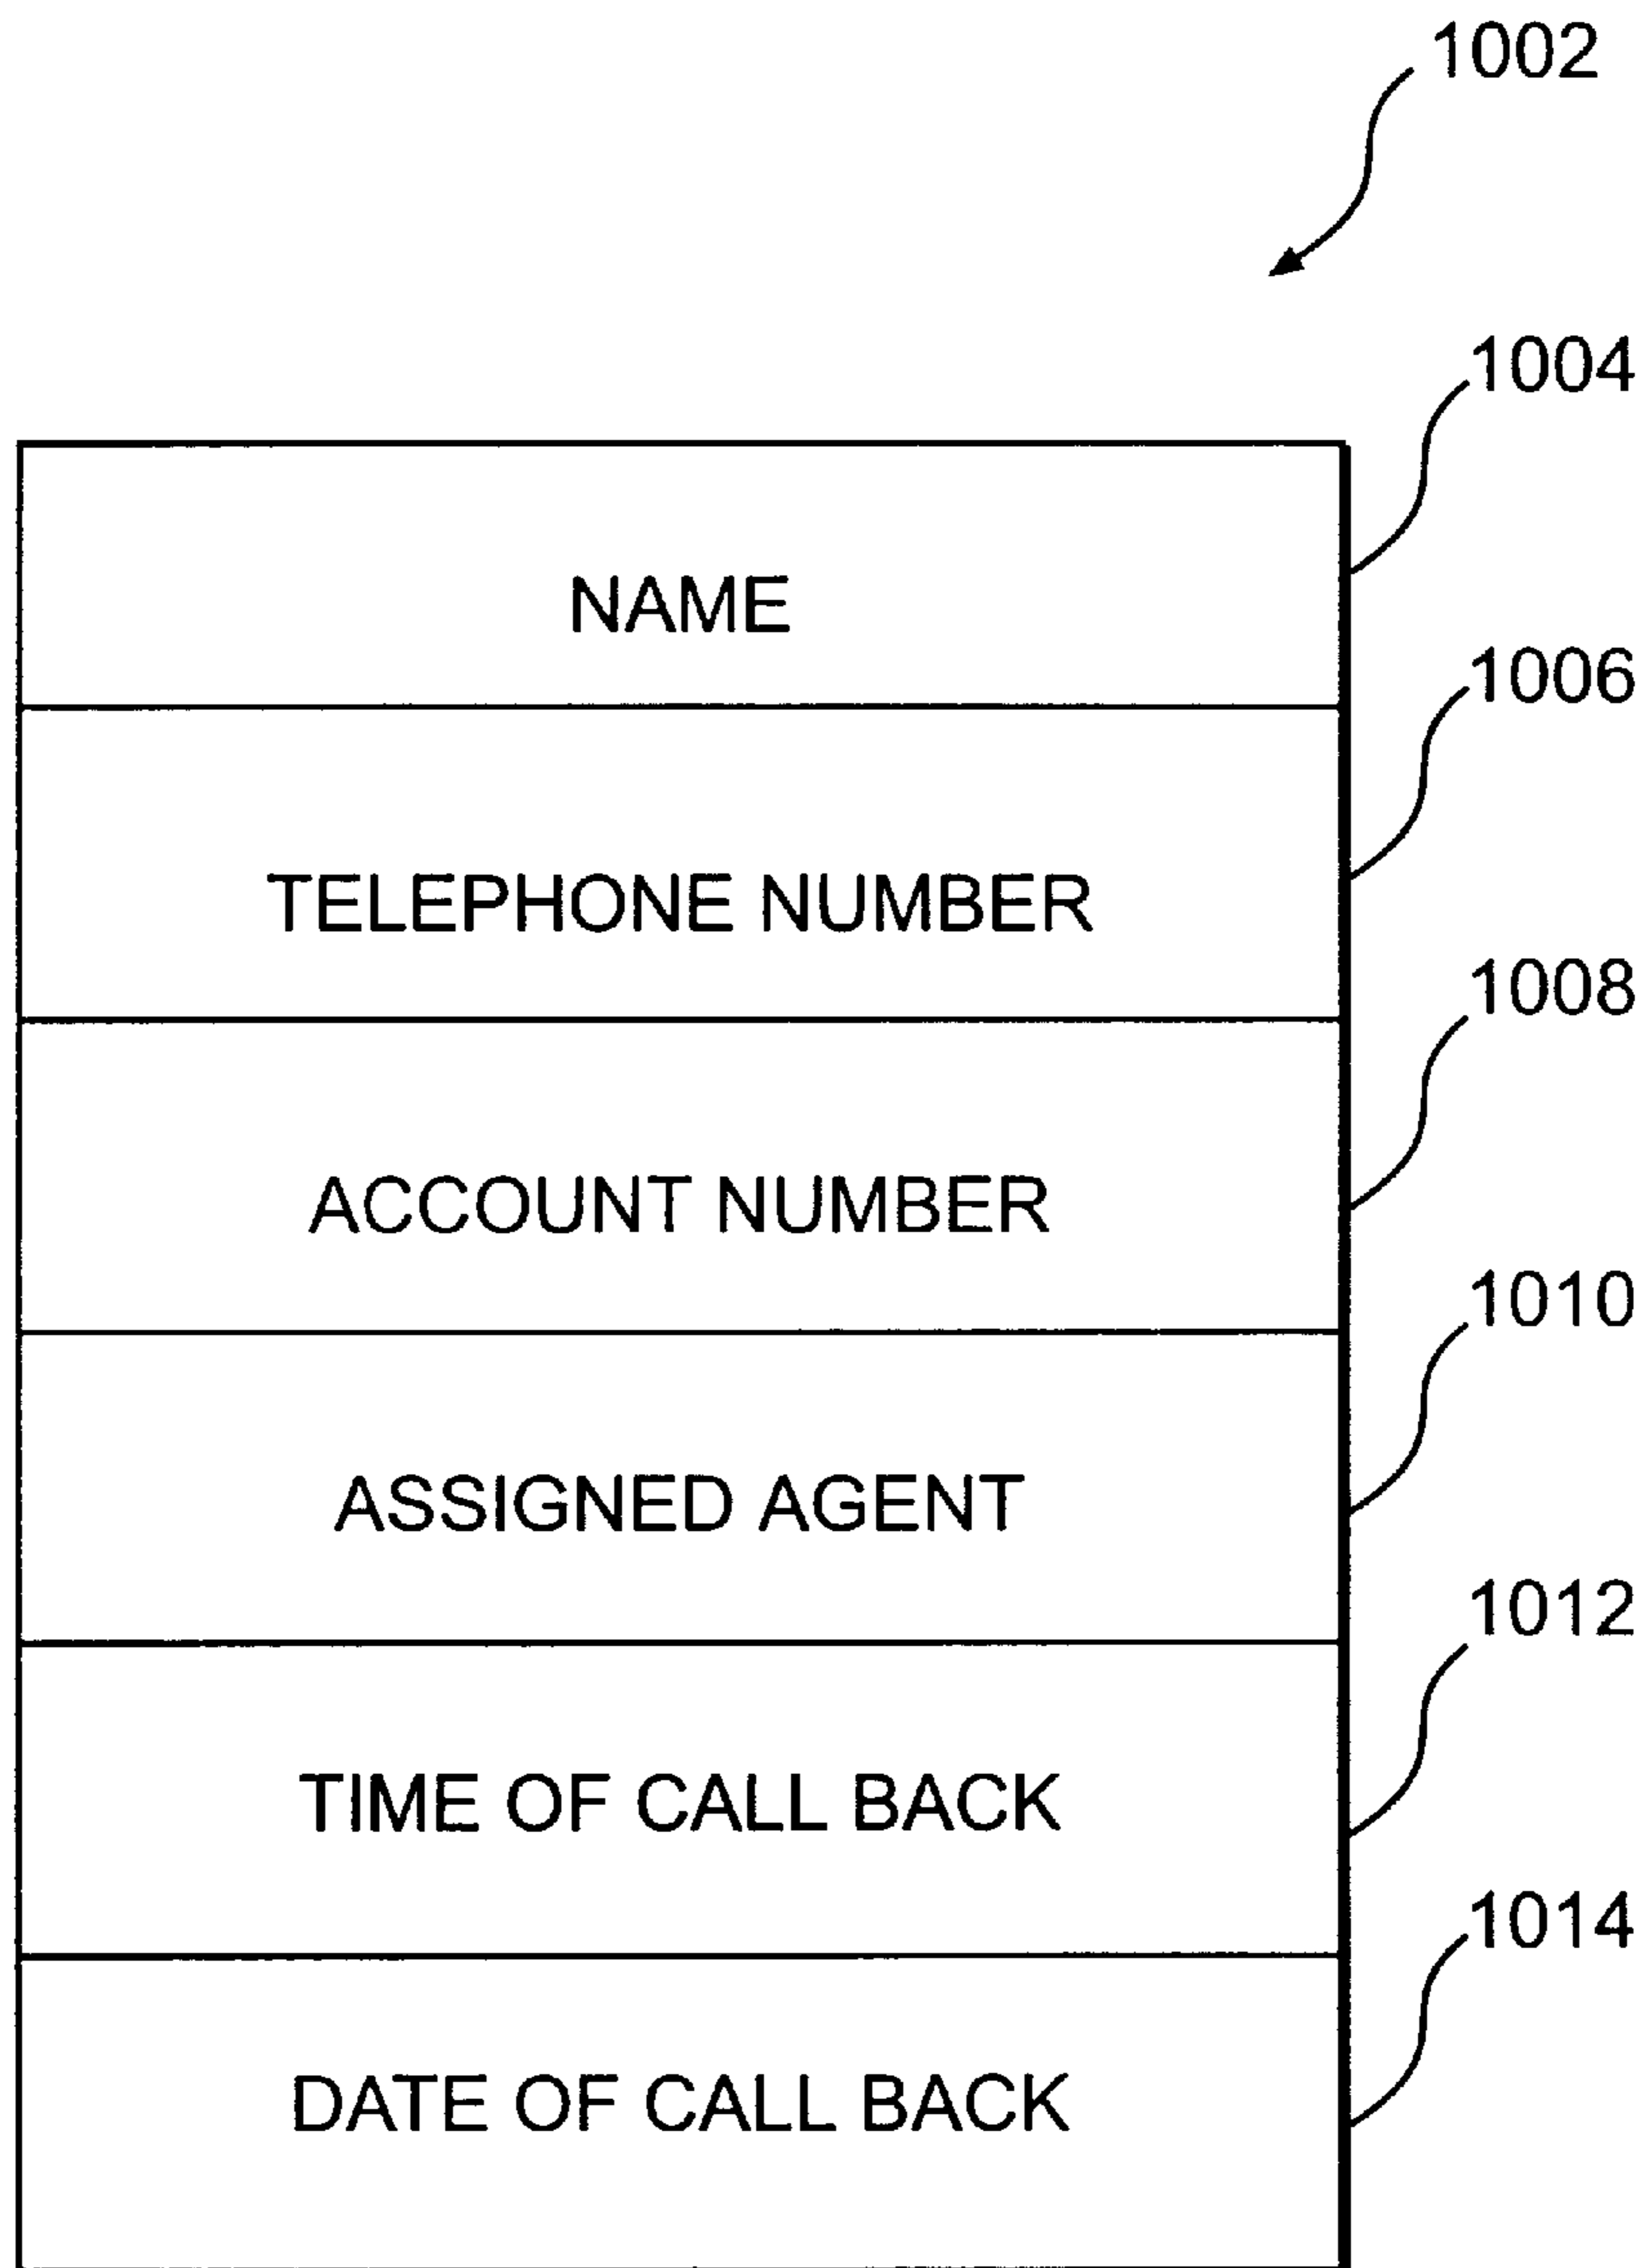 1002
1004
NAME
1006
TELEPHONE NUMBER
1008
ACCOUNT NUMBER
1010
ASSIGNED AGENT
1012
TIME OF CALL BACK
1014
DATE OF CALL BACK